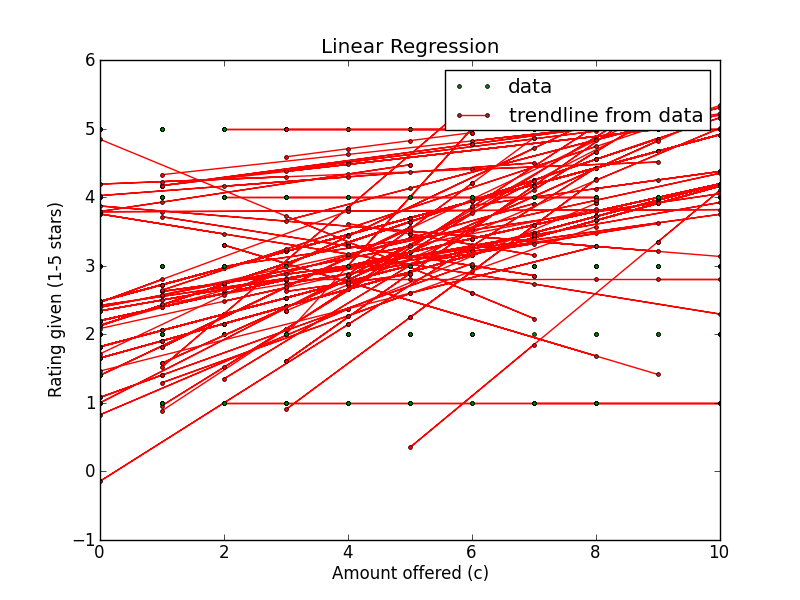 Linear Regression
data
trendline from data
6
5
4
3
2
1
0
−1
Rating given (1-5 stars)
0 2 4 6 8 10
Amount offered (c)